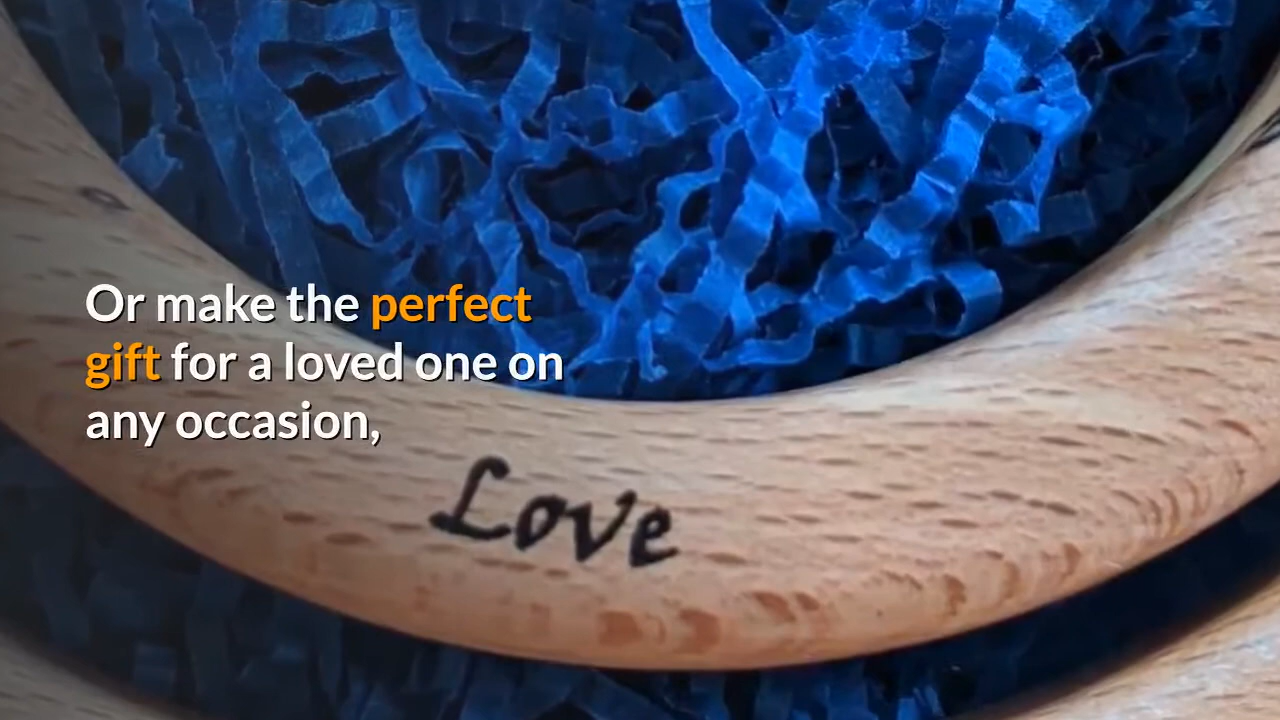 Or make the perfect
gift for a loved one on
any occasion,
Love